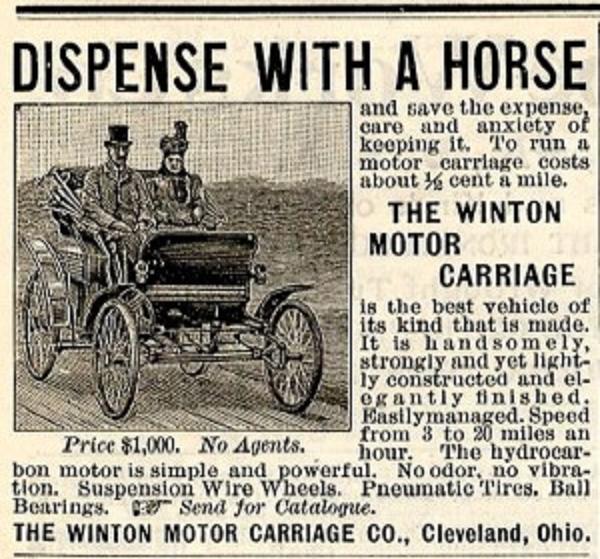 DISPENSE WITH A HORSE
and save the expense,
care and anxiety of
keeping it. To run a
motor carriage costs
about ½ cent a mile.
THE WINTON
MOTOR
CARRIAGE
is the best vehicle of
its kind that is made.
It is handsomely,
strongly and yet light-
ly constructed and el-
egantly finished.
Easily managed. Speed
from 3 to 20 miles an
hour. The hydrocar-
Price $1,000. No Agents.
bon motor is simple and powerful. No odor, no vibra-
tion. Suspension Wire Wheels. Pneumatic Tires. Ball
Bearings. ☞ Send for Catalogue.
THE WINTON MOTOR CARRIAGE CO., Cleveland, Ohio.